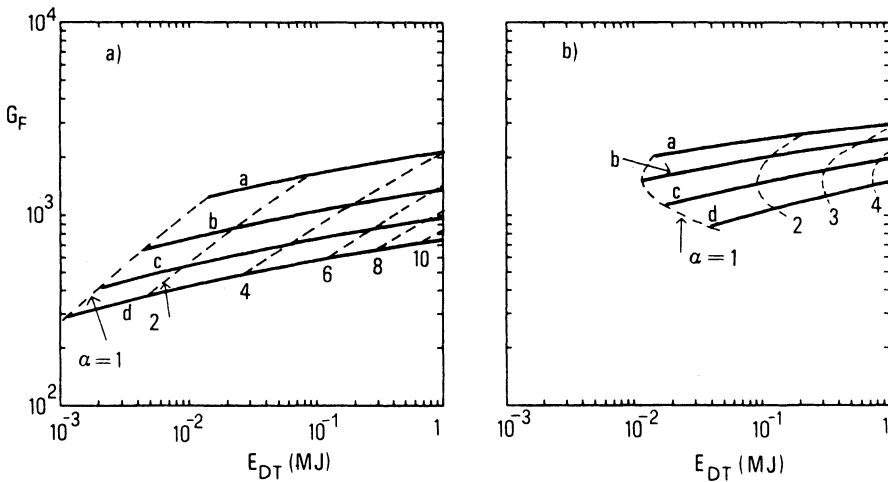 a)
G_F
10^4
10^3
10^2
a
b
c
d
α=1
2
4
6
8
10
10^-3
10^-2
10^-1
1
E_DT (MJ)
b)
a
b
c
d
α=1
2
3
4
10^-3
10^-2
10^-1
1
E_DT (MJ)